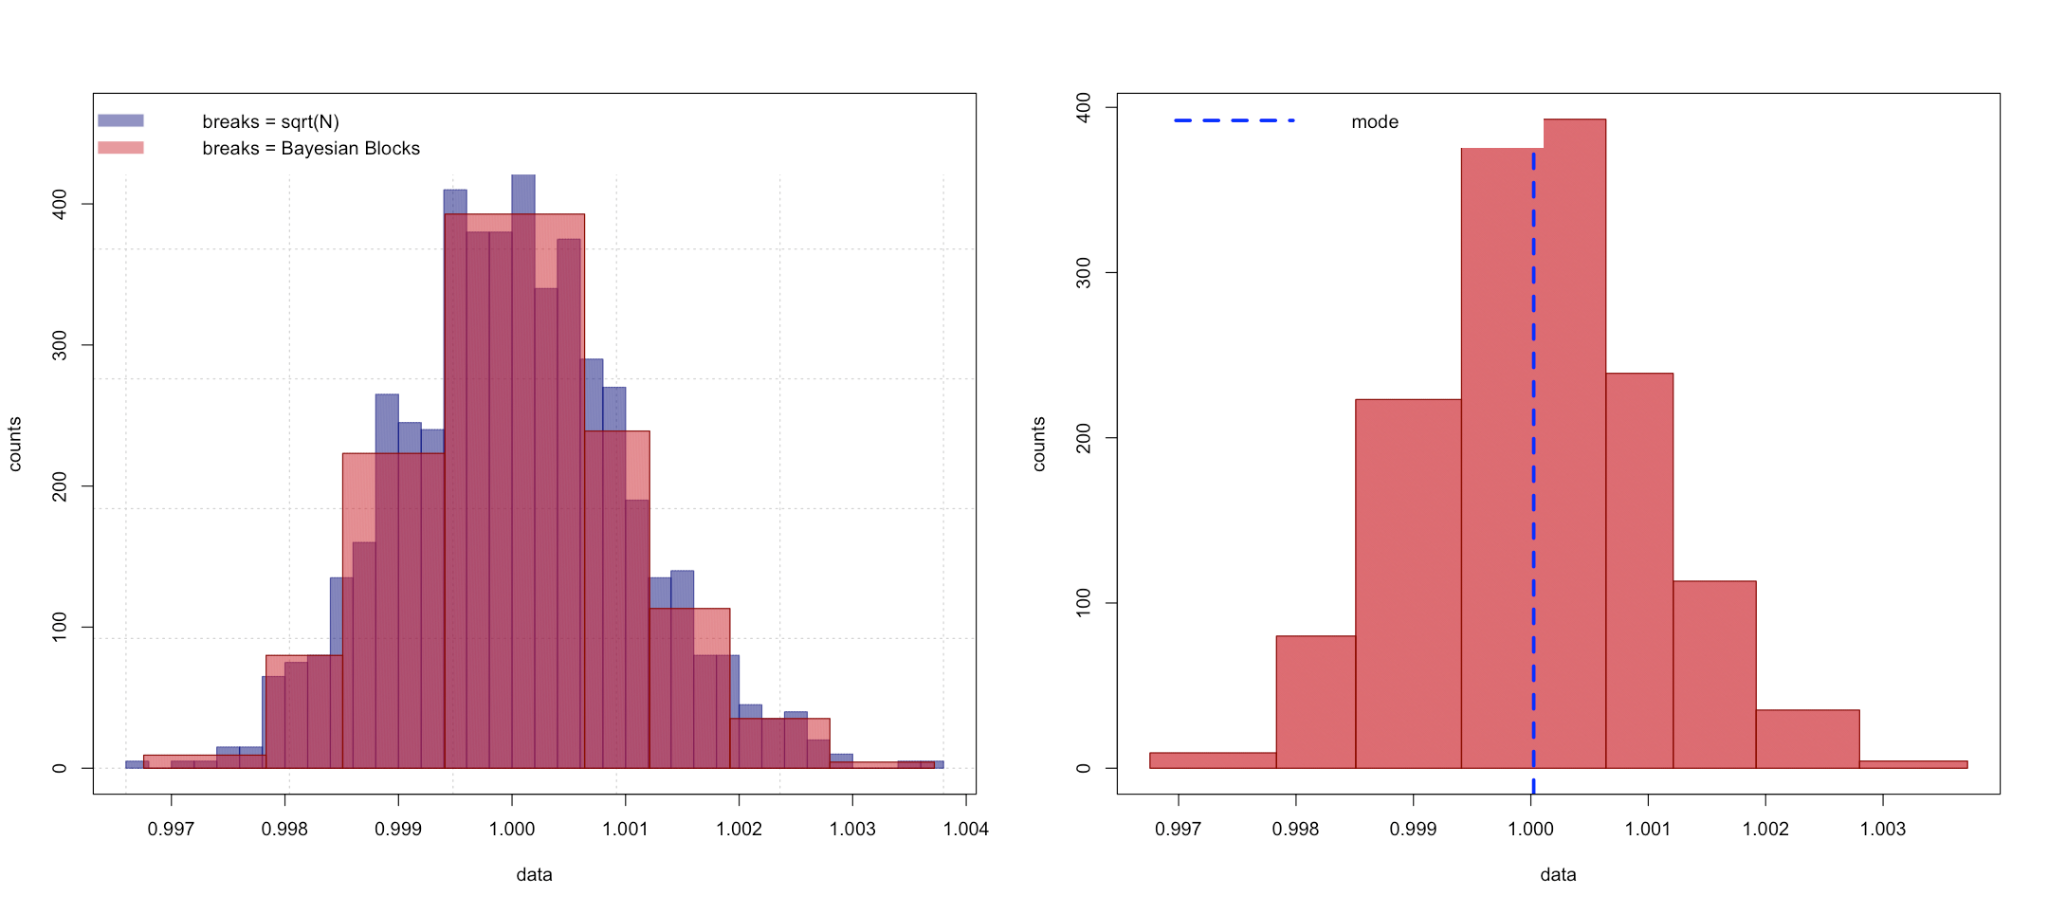 breaks = sqrt(N)
breaks = Bayesian Blocks
counts
400
300
200
100
0
0.997 0.998 0.999 1.000 1.001 1.002 1.003 1.004
data
mode
counts
400
300
200
100
0
0.997 0.998 0.999 1.000 1.001 1.002 1.003
data